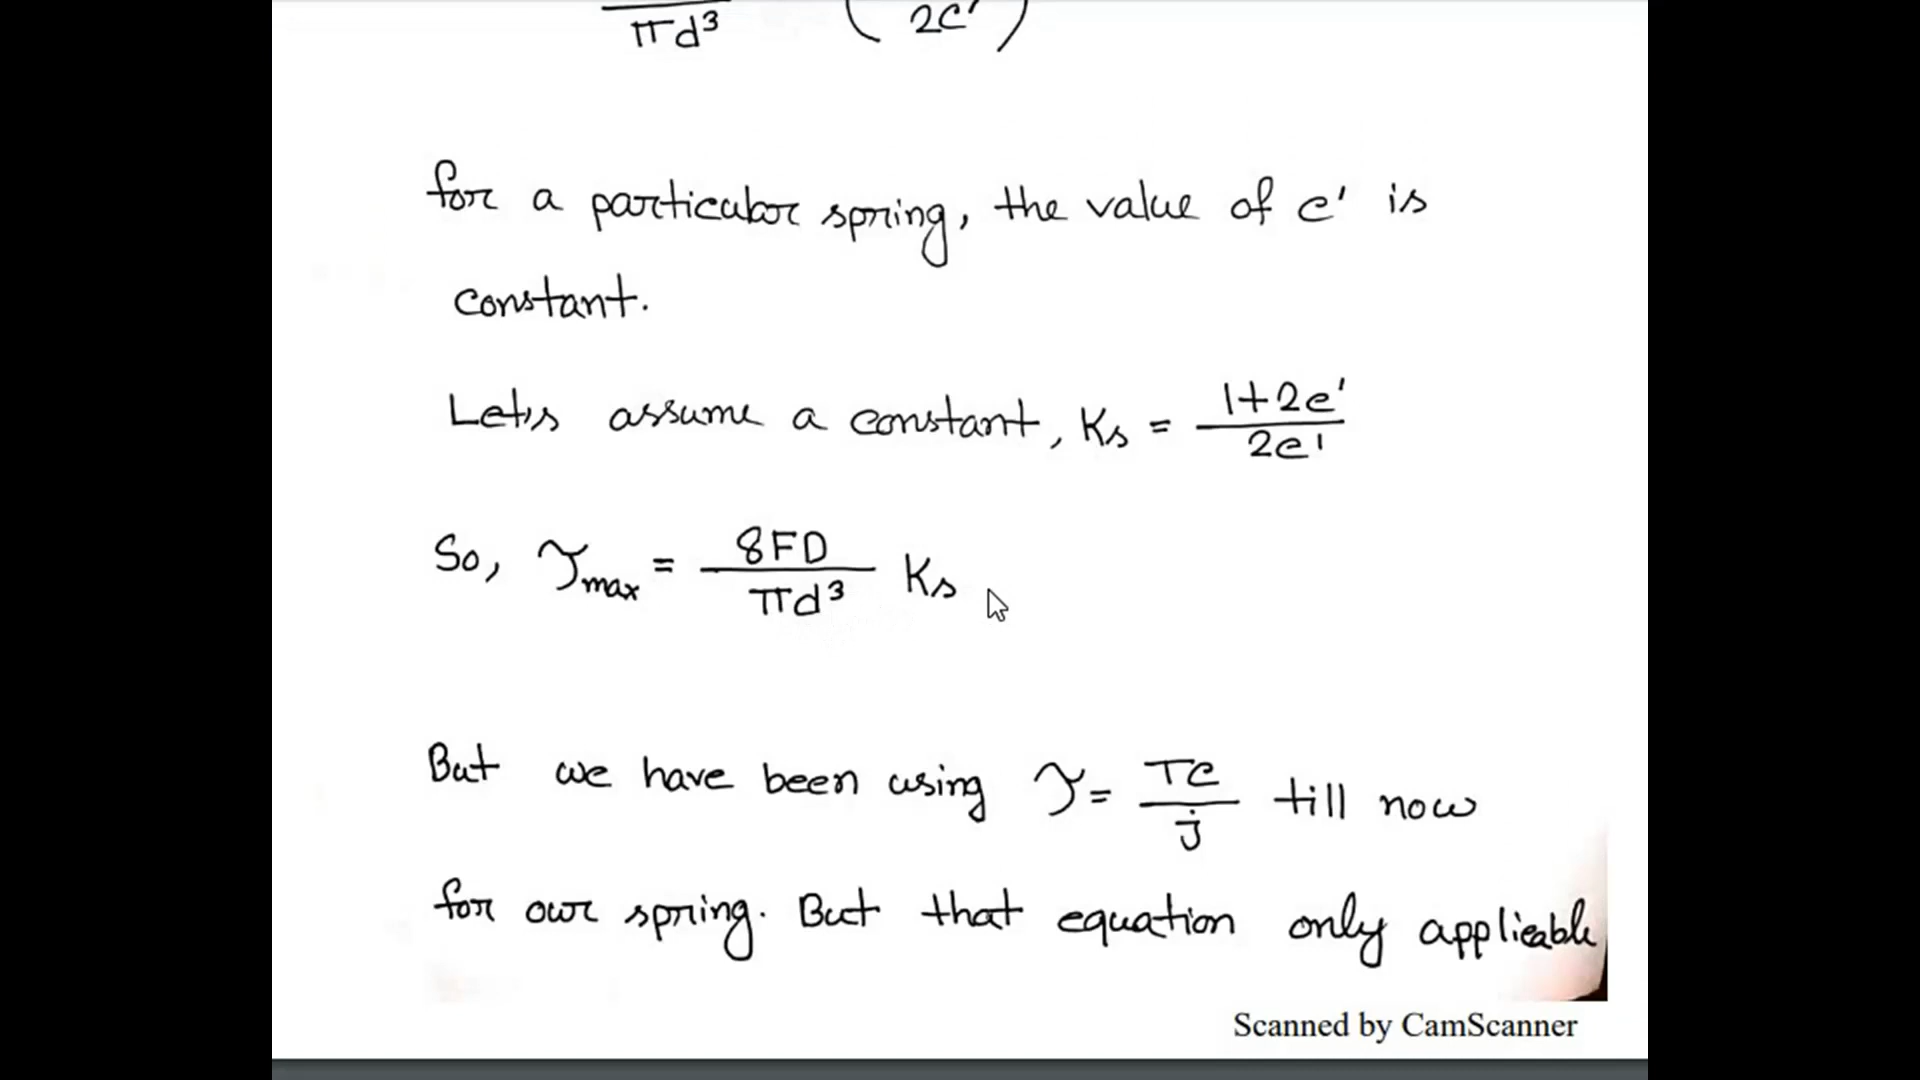 πd³ ( 2c' )
for a particular spring, the value of c' is
constant.
Let's assume a constant, Ks = 1+2c' / 2c'
So, τmax = 8FD / πd³ Ks
But we have been using τ = Tc / j till now
for our spring. But that equation only applicable
Scanned by CamScanner